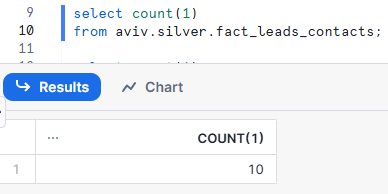 9 select count(1)
10 from aviv.silver.fact_leads_contacts;
11
Results Chart
... COUNT(1)
1 10